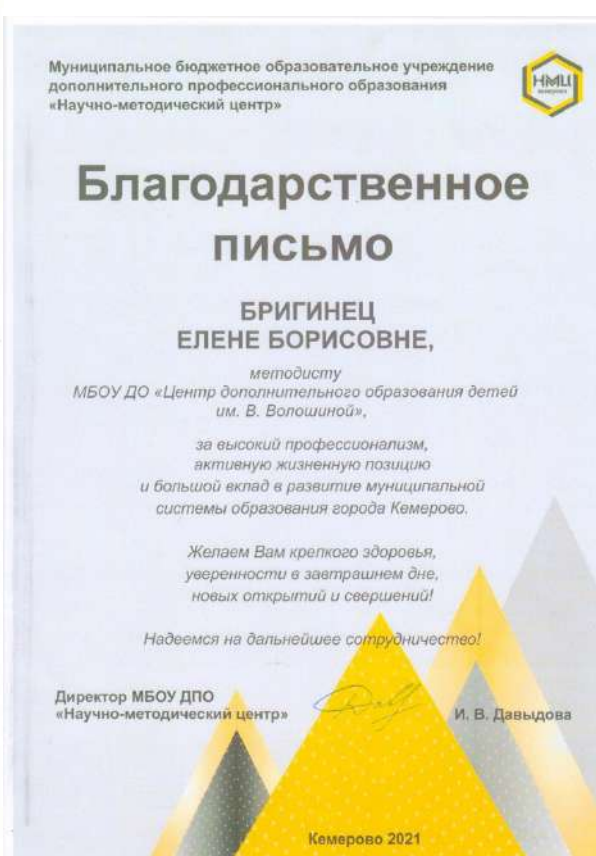 Муниципальное бюджетное образовательное учреждение
дополнительного профессионального образования
«Научно-методический центр»
НМЦ
Благодарственное
письмо
БРИГИНЕЦ
ЕЛЕНЕ БОРИСОВНЕ,
методисту
МБОУ ДО «Центр дополнительного образования детей
им. В. Волошиной»,
за высокий профессионализм,
активную жизненную позицию
и большой вклад в развитие муниципальной
системы образования города Кемерово.
Желаем Вам крепкого здоровья,
уверенности в завтрашнем дне,
новых открытий и свершений!
Надеемся на дальнейшее сотрудничество!
Директор МБОУ ДПО
«Научно-методический центр»
И. В. Давыдова
Кемерово 2021